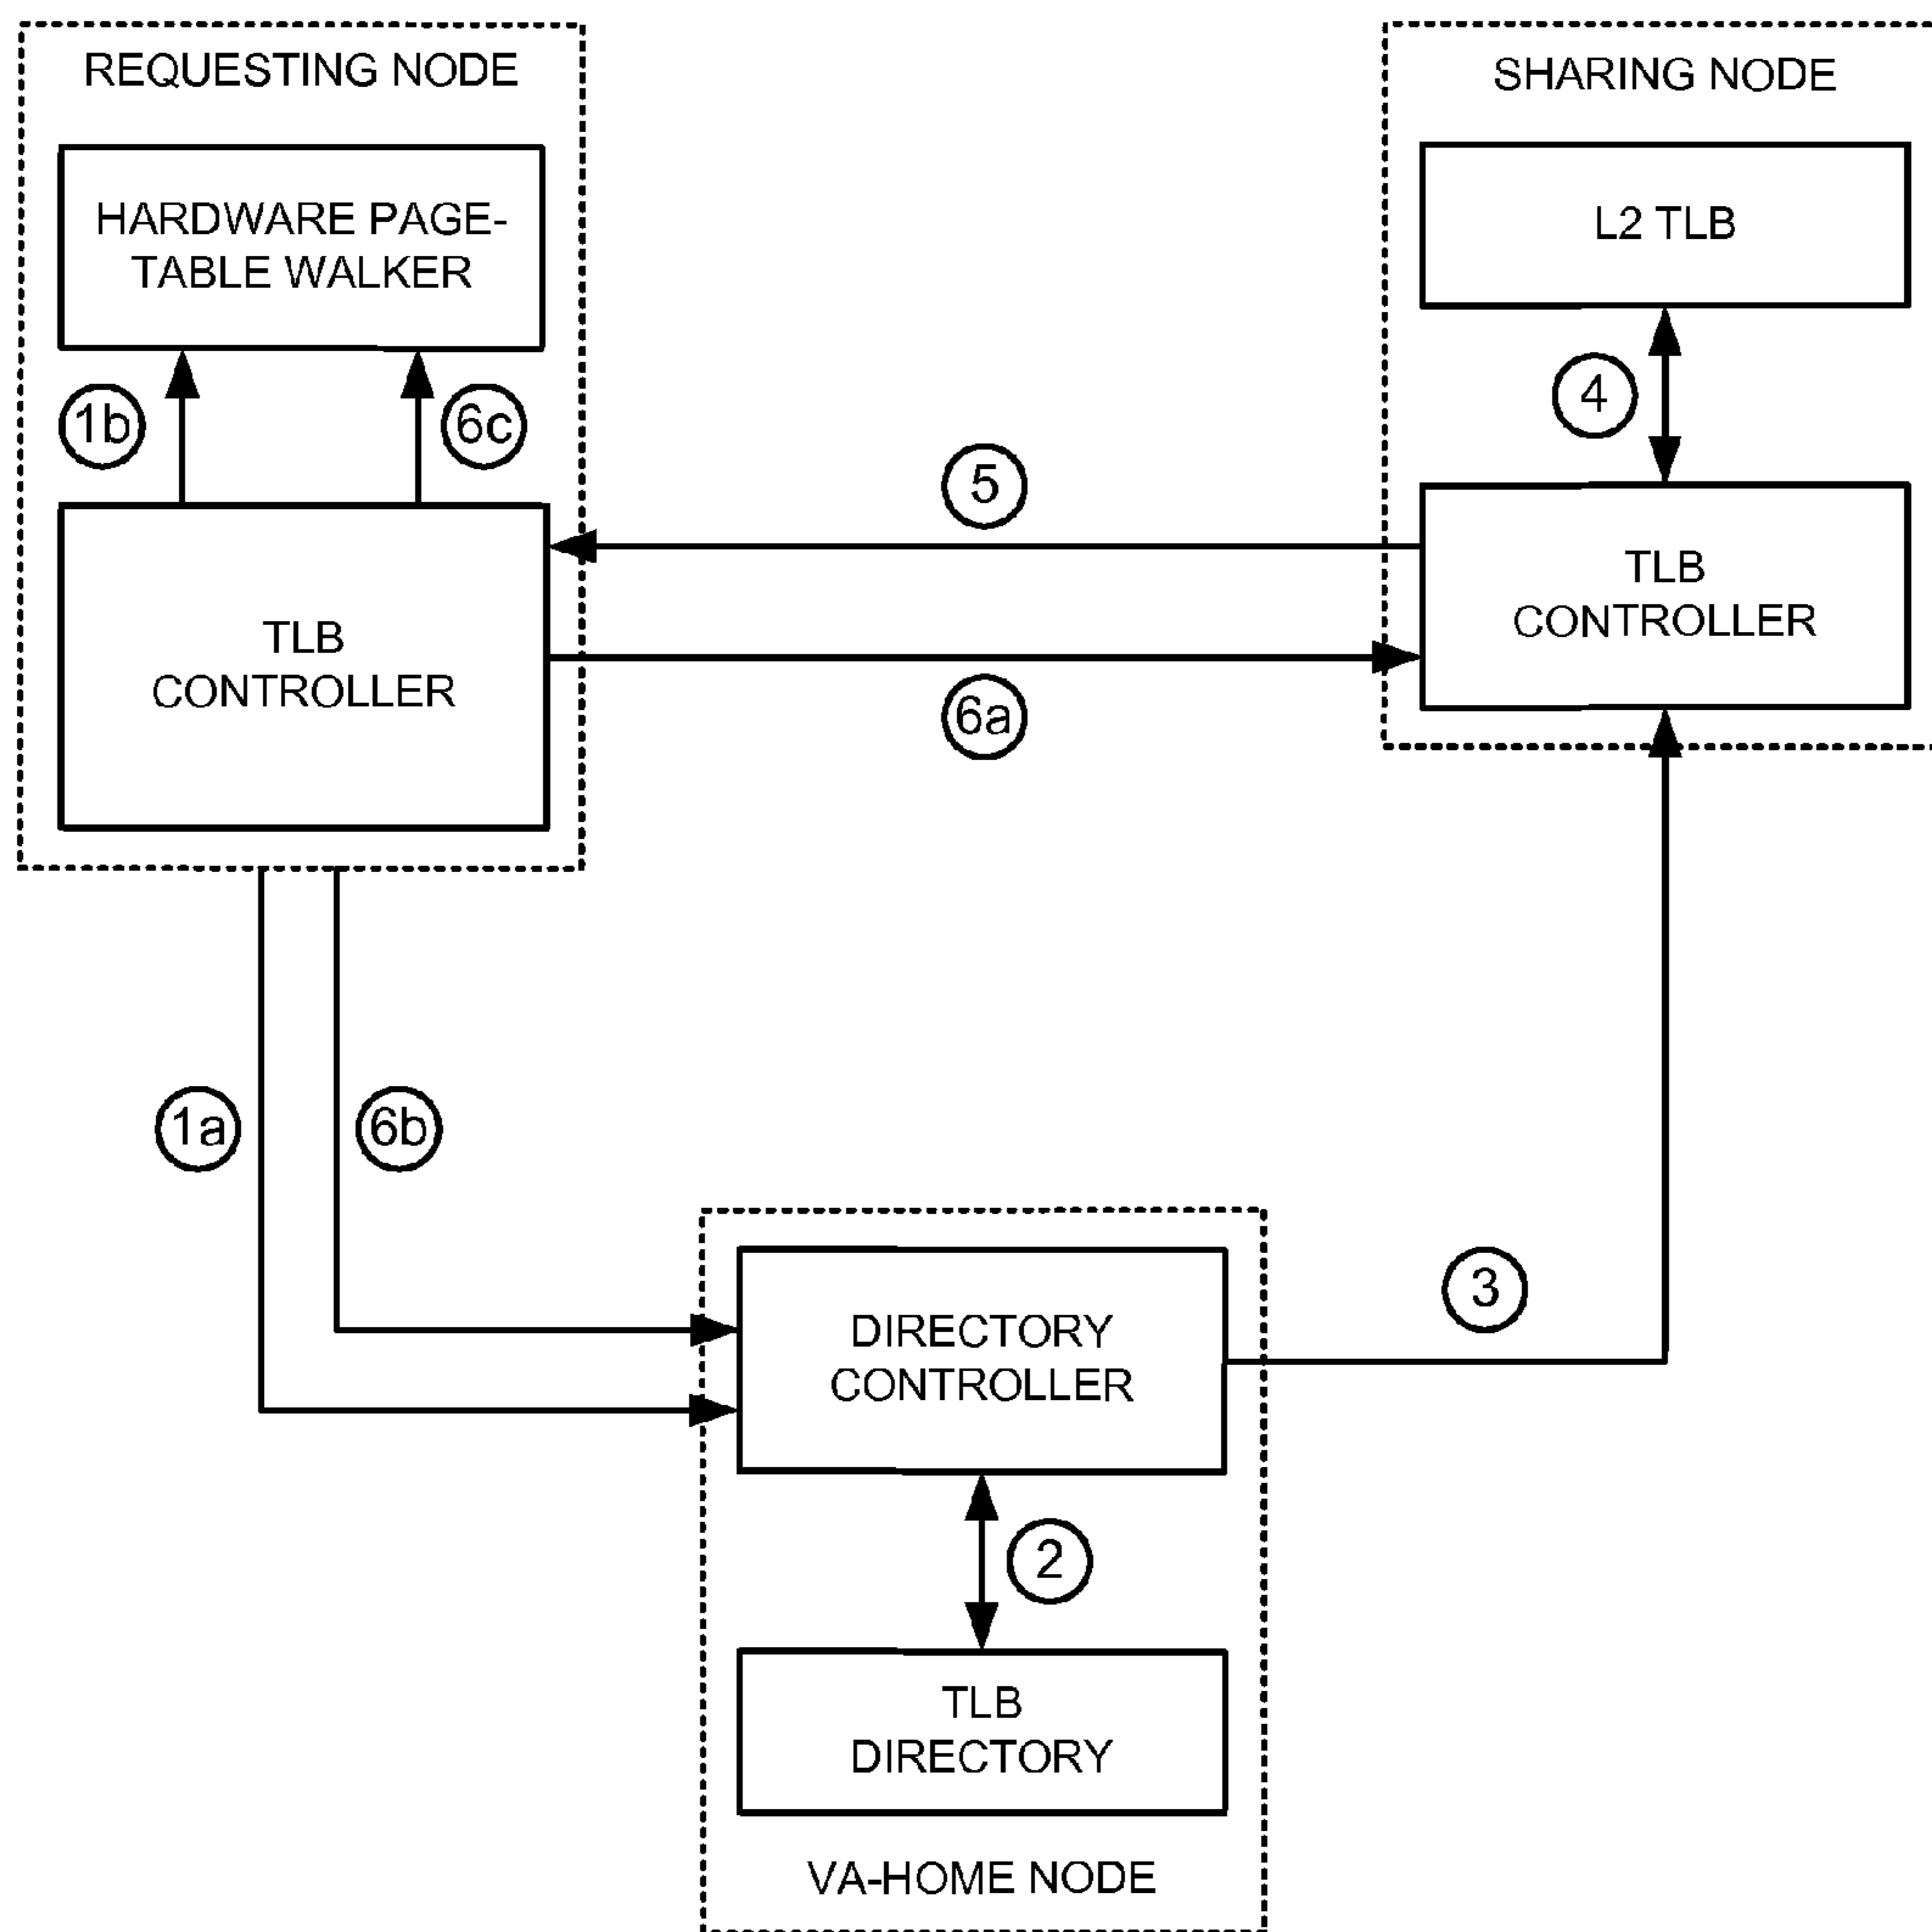 REQUESTING NODE
HARDWARE PAGE-
TABLE WALKER
1b
6c
TLB
CONTROLLER
SHARING NODE
L2 TLB
4
TLB
CONTROLLER
5
6a
1a
6b
3
DIRECTORY
CONTROLLER
2
TLB
DIRECTORY
VA-HOME NODE